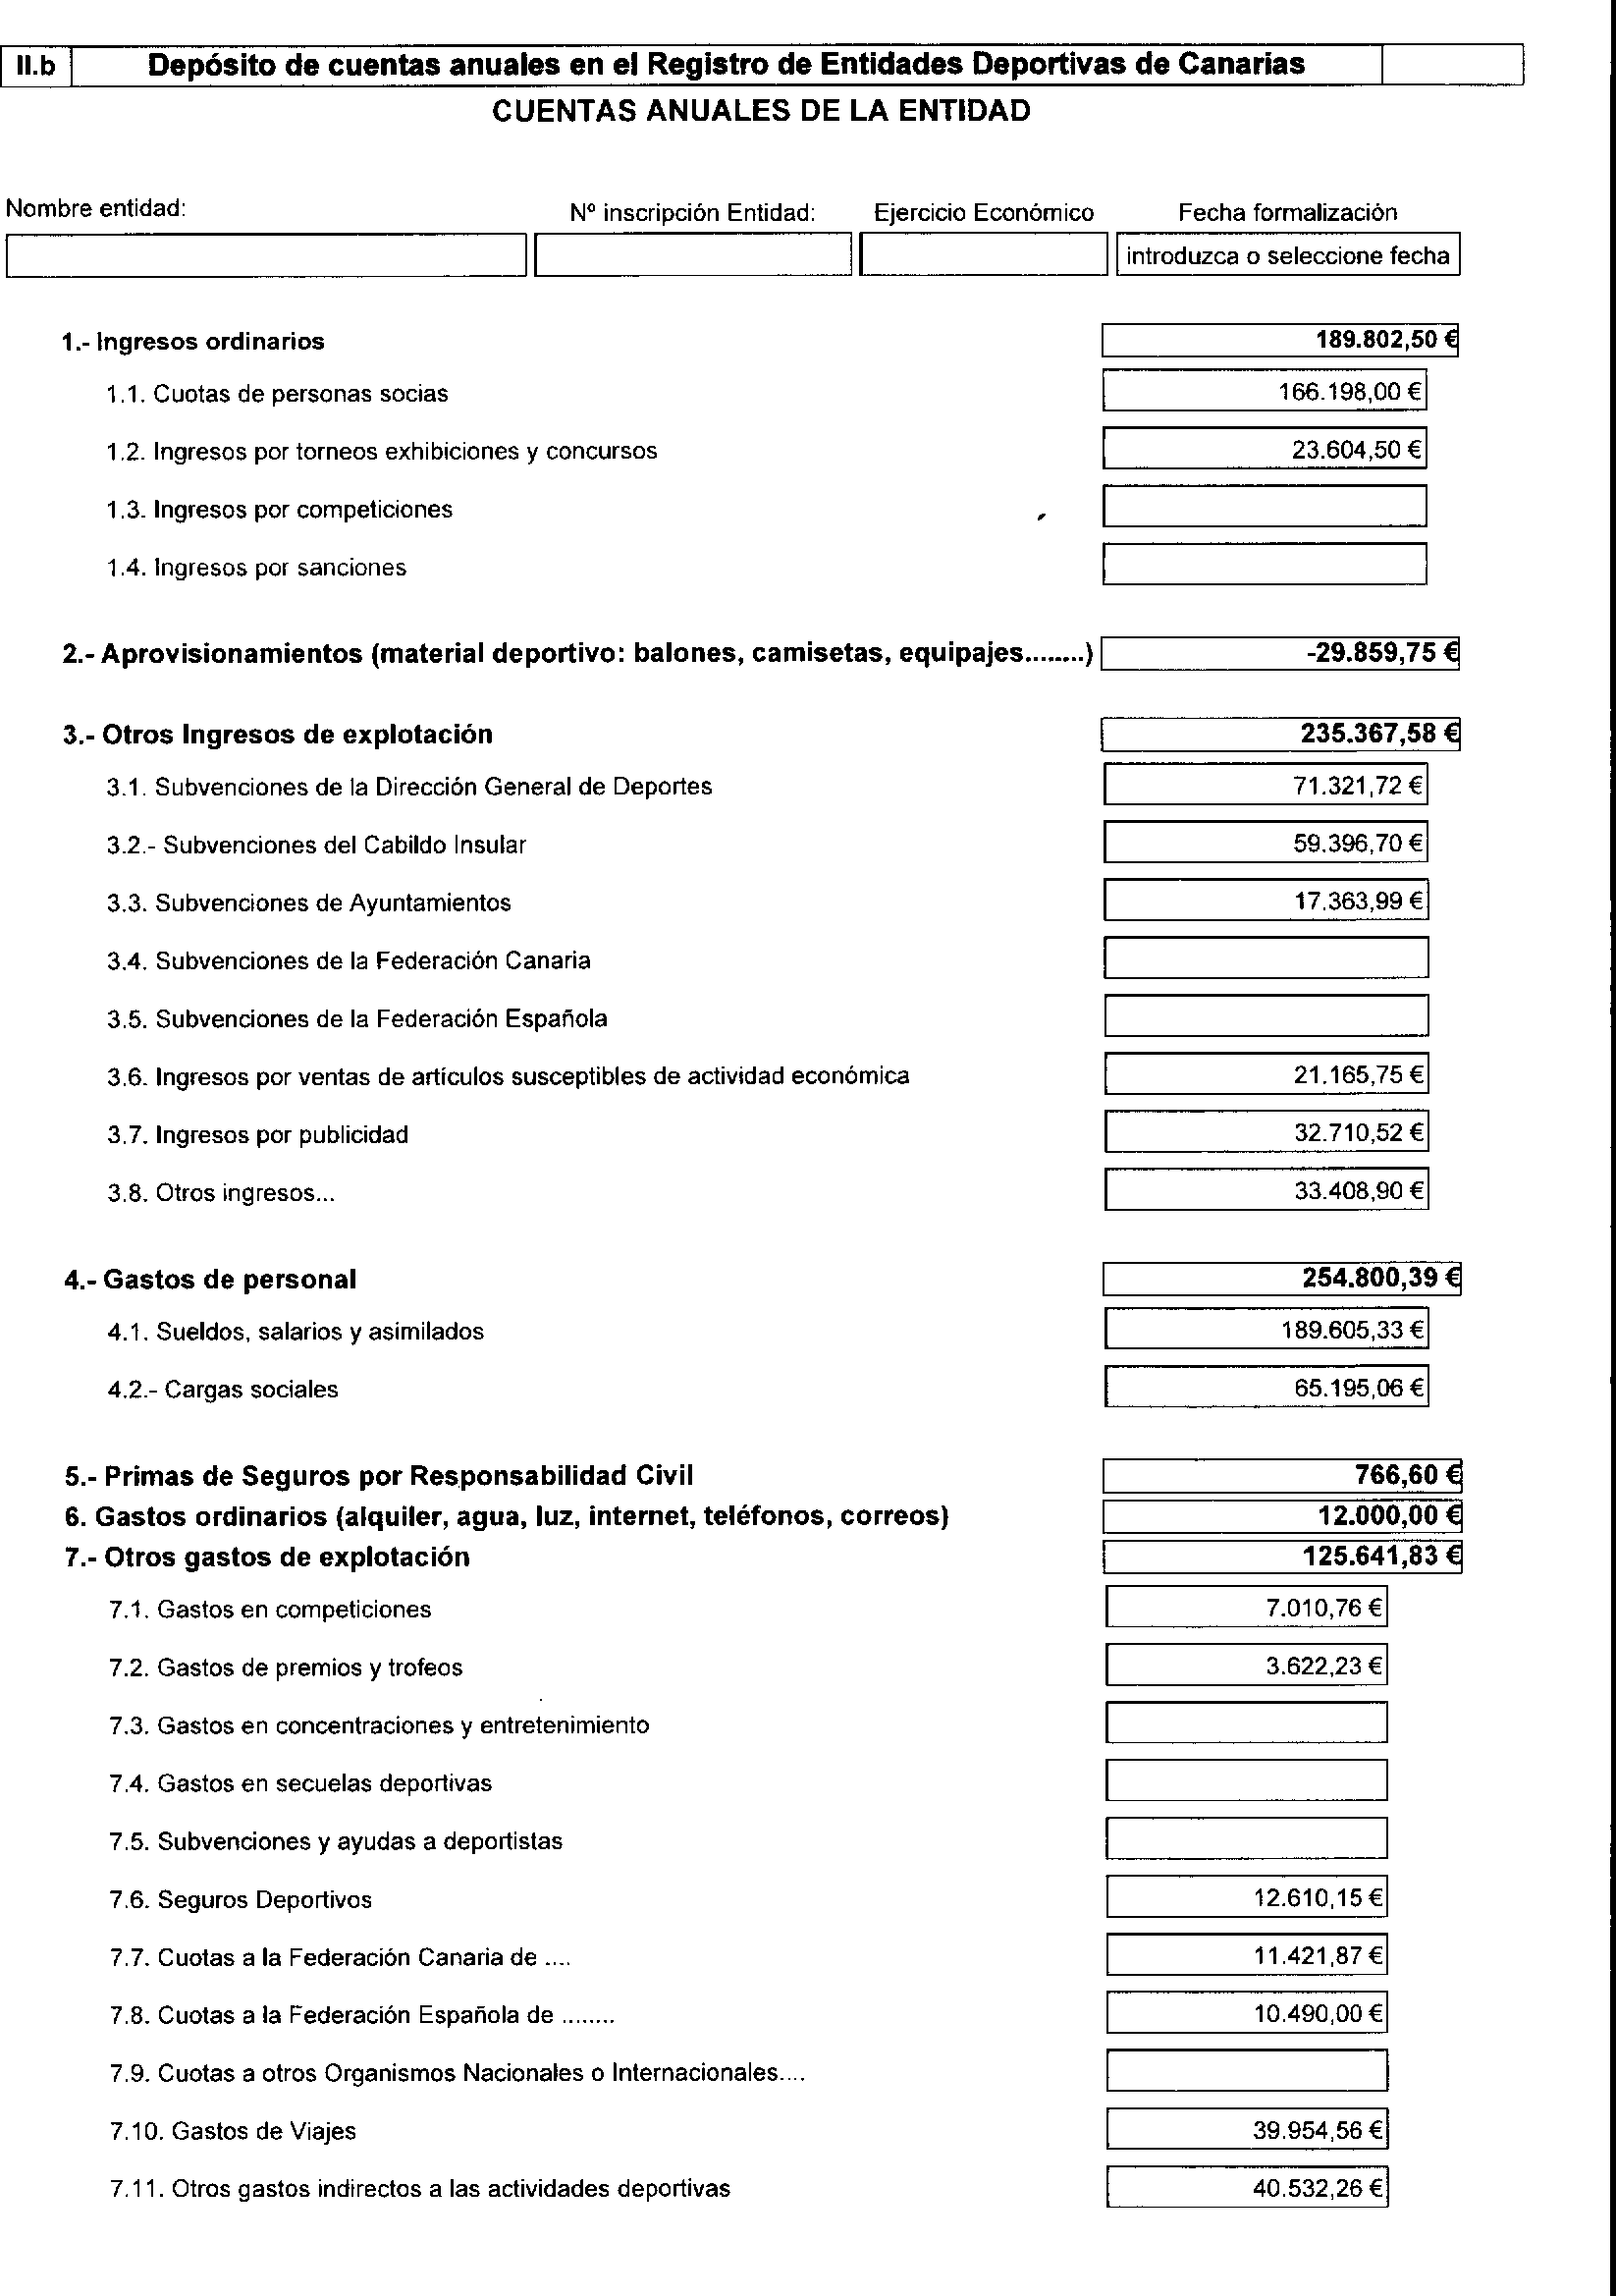 II.b Depósito de cuentas anuales en el Registro de Entidades Deportivas de Canarias
CUENTAS ANUALES DE LA ENTIDAD
Nombre entidad: Nº inscripción Entidad: Ejercicio Económico Fecha formalización
introduzca o seleccione fecha
1.- Ingresos ordinarios 189.802,50 €
1.1. Cuotas de personas socias 166.198,00 €
1.2. Ingresos por torneos exhibiciones y concursos 23.604,50 €
1.3. Ingresos por competiciones
1.4. Ingresos por sanciones
2.- Aprovisionamientos (material deportivo: balones, camisetas, equipajes........) -29.859,75 €
3.- Otros Ingresos de explotación 235.367,58 €
3.1. Subvenciones de la Dirección General de Deportes 71.321,72 €
3.2.- Subvenciones del Cabildo Insular 59.396,70 €
3.3. Subvenciones de Ayuntamientos 17.363,99 €
3.4. Subvenciones de la Federación Canaria
3.5. Subvenciones de la Federación Española
3.6. Ingresos por ventas de artículos susceptibles de actividad económica 21.165,75 €
3.7. Ingresos por publicidad 32.710,52 €
3.8. Otros ingresos... 33.408,90 €
4.- Gastos de personal 254.800,39 €
4.1. Sueldos, salarios y asimilados 189.605,33 €
4.2.- Cargas sociales 65.195,06 €
5.- Primas de Seguros por Responsabilidad Civil 766,60 €
6. Gastos ordinarios (alquiler, agua, luz, internet, teléfonos, correos) 12.000,00 €
7.- Otros gastos de explotación 125.641,83 €
7.1. Gastos en competiciones 7.010,76 €
7.2. Gastos de premios y trofeos 3.622,23 €
7.3. Gastos en concentraciones y entretenimiento
7.4. Gastos en secuelas deportivas
7.5. Subvenciones y ayudas a deportistas
7.6. Seguros Deportivos 12.610,15 €
7.7. Cuotas a la Federación Canaria de .... 11.421,87 €
7.8. Cuotas a la Federación Española de ........ 10.490,00 €
7.9. Cuotas a otros Organismos Nacionales o Internacionales....
7.10. Gastos de Viajes 39.954,56 €
7.11. Otros gastos indirectos a las actividades deportivas 40.532,26 €